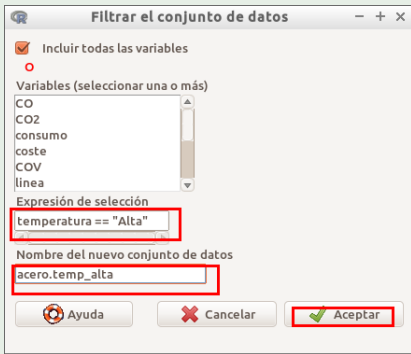 Filtrar el conjunto de datos
Incluir todas las variables
O
Variables (seleccionar una o más)
CO
CO2
consumo
coste
COV
linea
Expresión de selección
temperatura == "Alta"
Nombre del nuevo conjunto de datos
acero.temp_alta
Ayuda Cancelar Aceptar